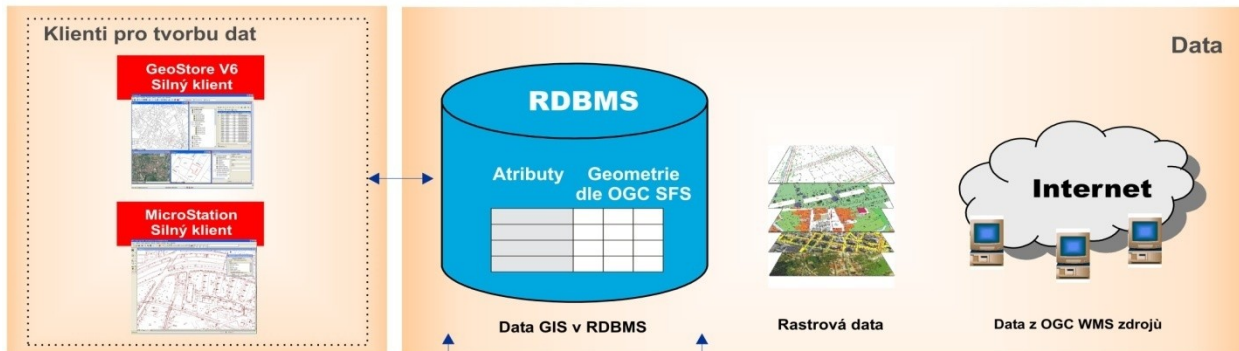 Klienti pro tvorbu dat
GeoStore V6
Silný klient
MicroStation
Silný klient
Data
RDBMS
Atributy
Geometrie
dle OGC SFS
Data GIS v RDBMS
Rastrová data
Internet
Data z OGC WMS zdrojů